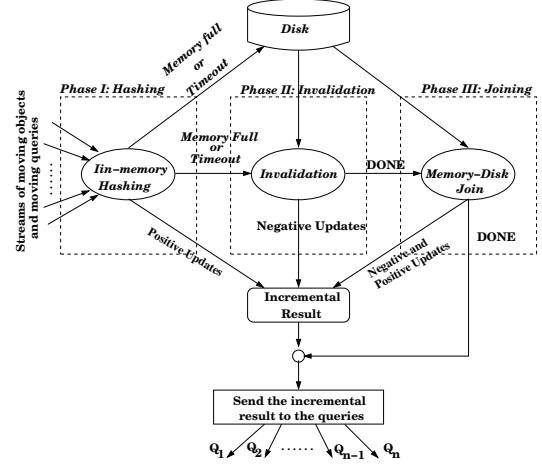 Disk
Memory full
or
Timeout
Phase I: Hashing
Phase II: Invalidation
Phase III: Joining
Streams of moving objects
and moving queries
Iin-memory
Hashing
Memory Full
or
Timeout
Invalidation
DONE
Memory-Disk
Join
Positive Updates
Negative Updates
Negative and
Positive Updates
DONE
Incremental
Result
Send the incremental
result to the queries
Q1 Q2 ...... Qn-1 Qn